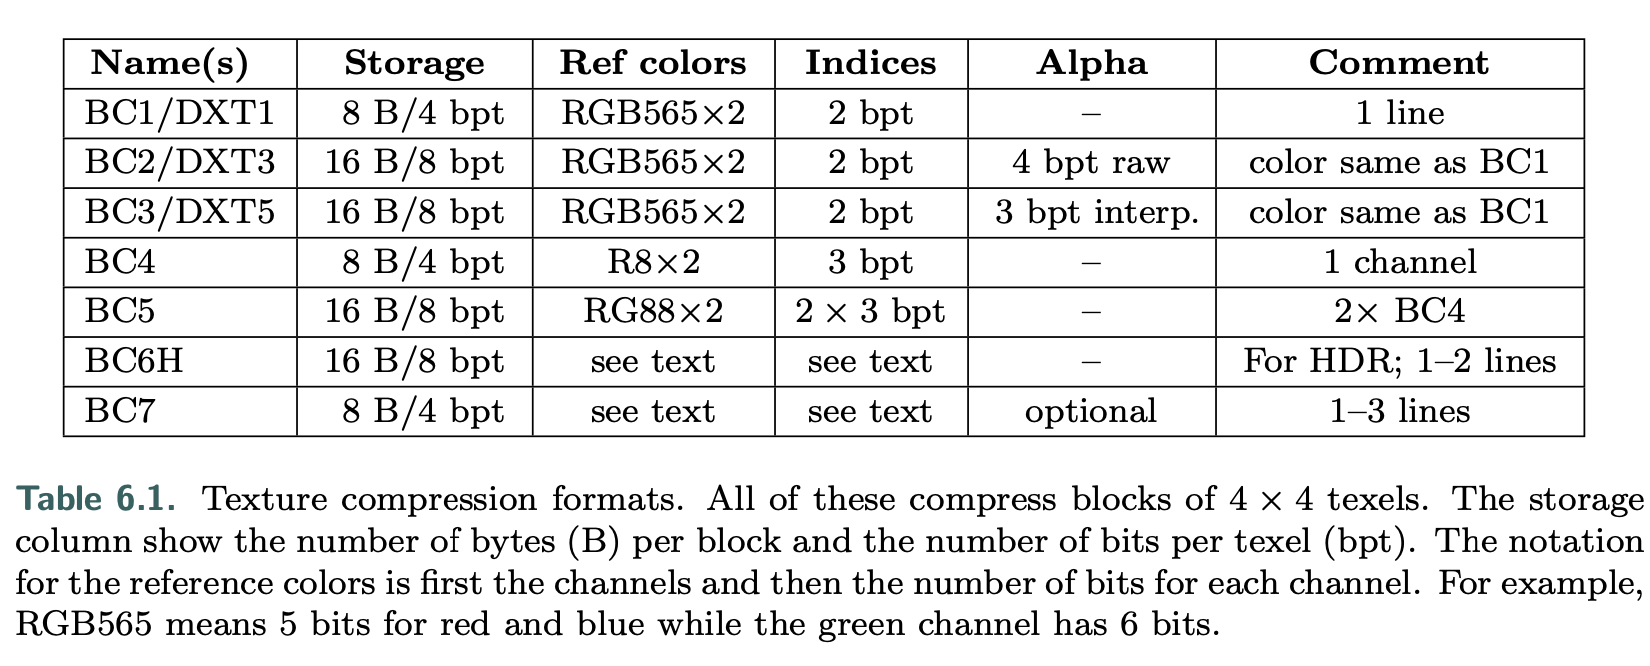 Name(s) Storage Ref colors Indices Alpha Comment
BC1/DXT1 8 B/4 bpt RGB565×2 2 bpt – 1 line
BC2/DXT3 16 B/8 bpt RGB565×2 2 bpt 4 bpt raw color same as BC1
BC3/DXT5 16 B/8 bpt RGB565×2 2 bpt 3 bpt interp. color same as BC1
BC4 8 B/4 bpt R8×2 3 bpt – 1 channel
BC5 16 B/8 bpt RG88×2 2 × 3 bpt – 2× BC4
BC6H 16 B/8 bpt see text see text – For HDR; 1–2 lines
BC7 8 B/4 bpt see text see text optional 1–3 lines
Table 6.1. Texture compression formats. All of these compress blocks of 4 × 4 texels. The storage
column show the number of bytes (B) per block and the number of bits per texel (bpt). The notation
for the reference colors is first the channels and then the number of bits for each channel. For example,
RGB565 means 5 bits for red and blue while the green channel has 6 bits.